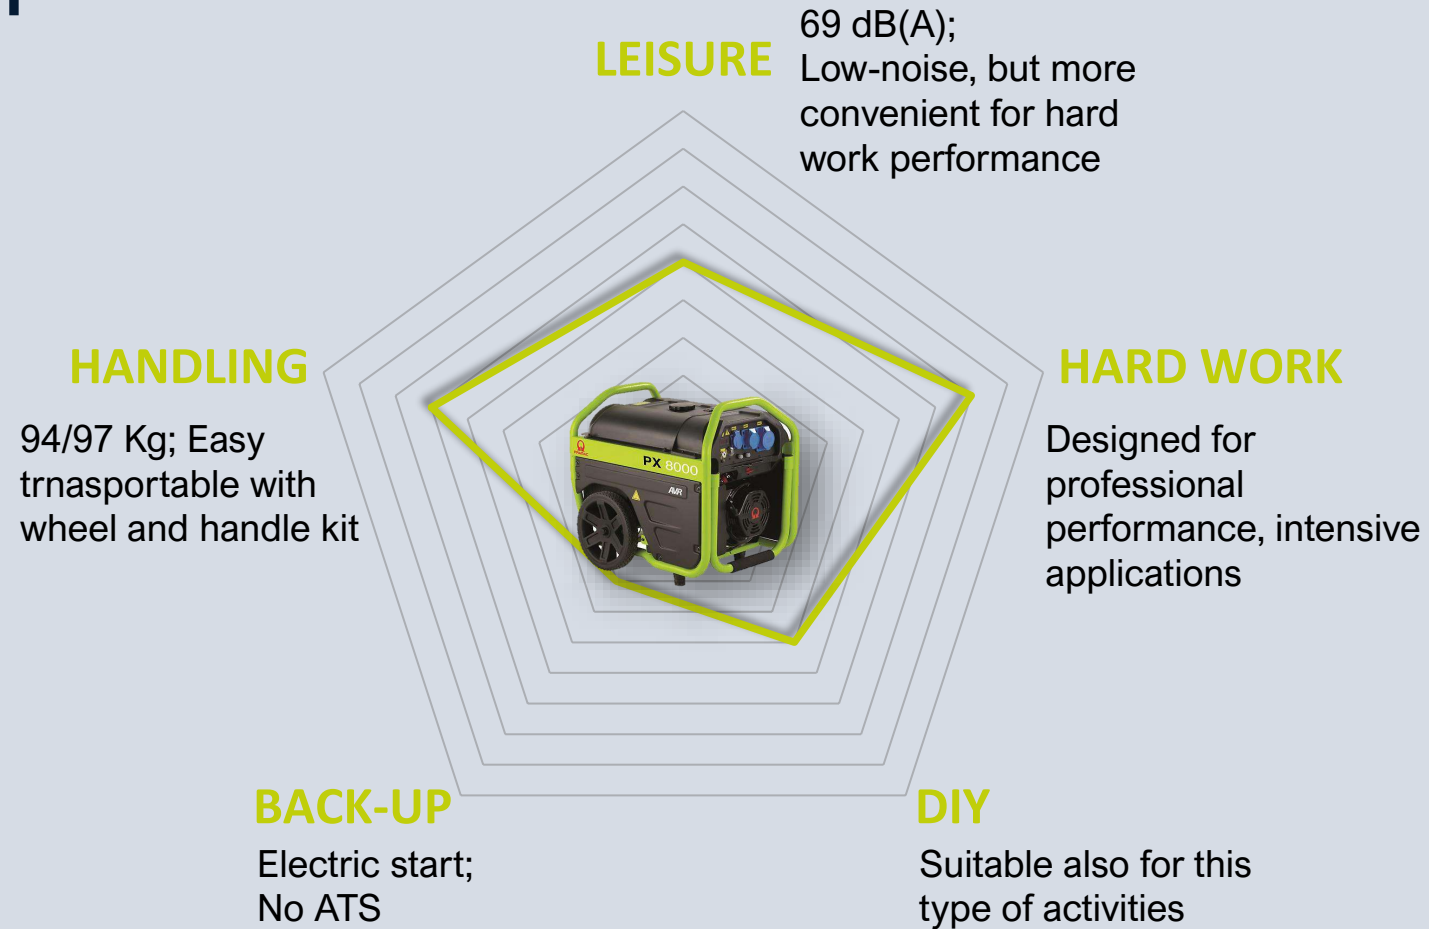 69 dB(A);
LEISURE
Low-noise, but more
convenient for hard
work performance
HANDLING
94/97 Kg; Easy
trnasportable with
wheel and handle kit
HARD WORK
Designed for
professional
performance, intensive
applications
PX 8000
AVR
BACK-UP
Electric start;
No ATS
DIY
Suitable also for this
type of activities